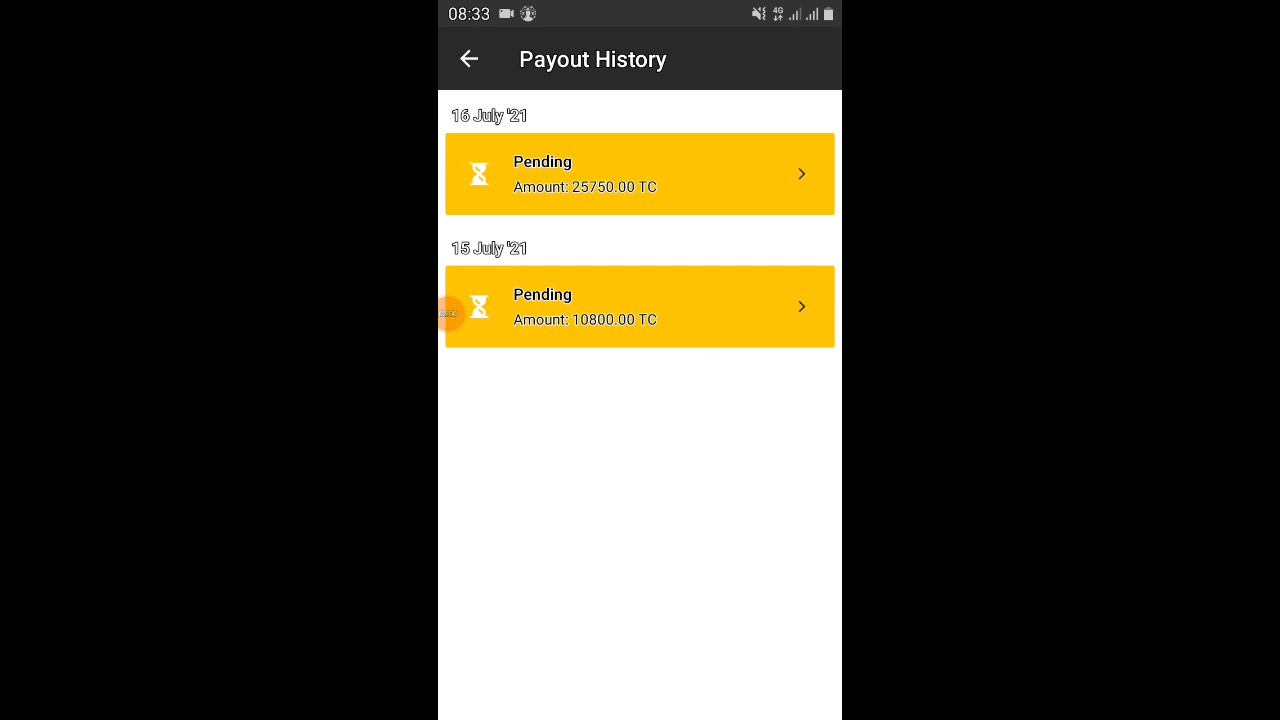 08:33
4G
Payout History
16 July '21
Pending
Amount: 25750.00 TC
15 July '21
Pending
Amount: 10800.00 TC